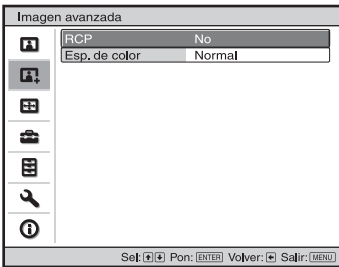 Imagen avanzada
RCP No
Esp. de color Normal
Sel: Pon: ENTER Volver: Salir: MENU